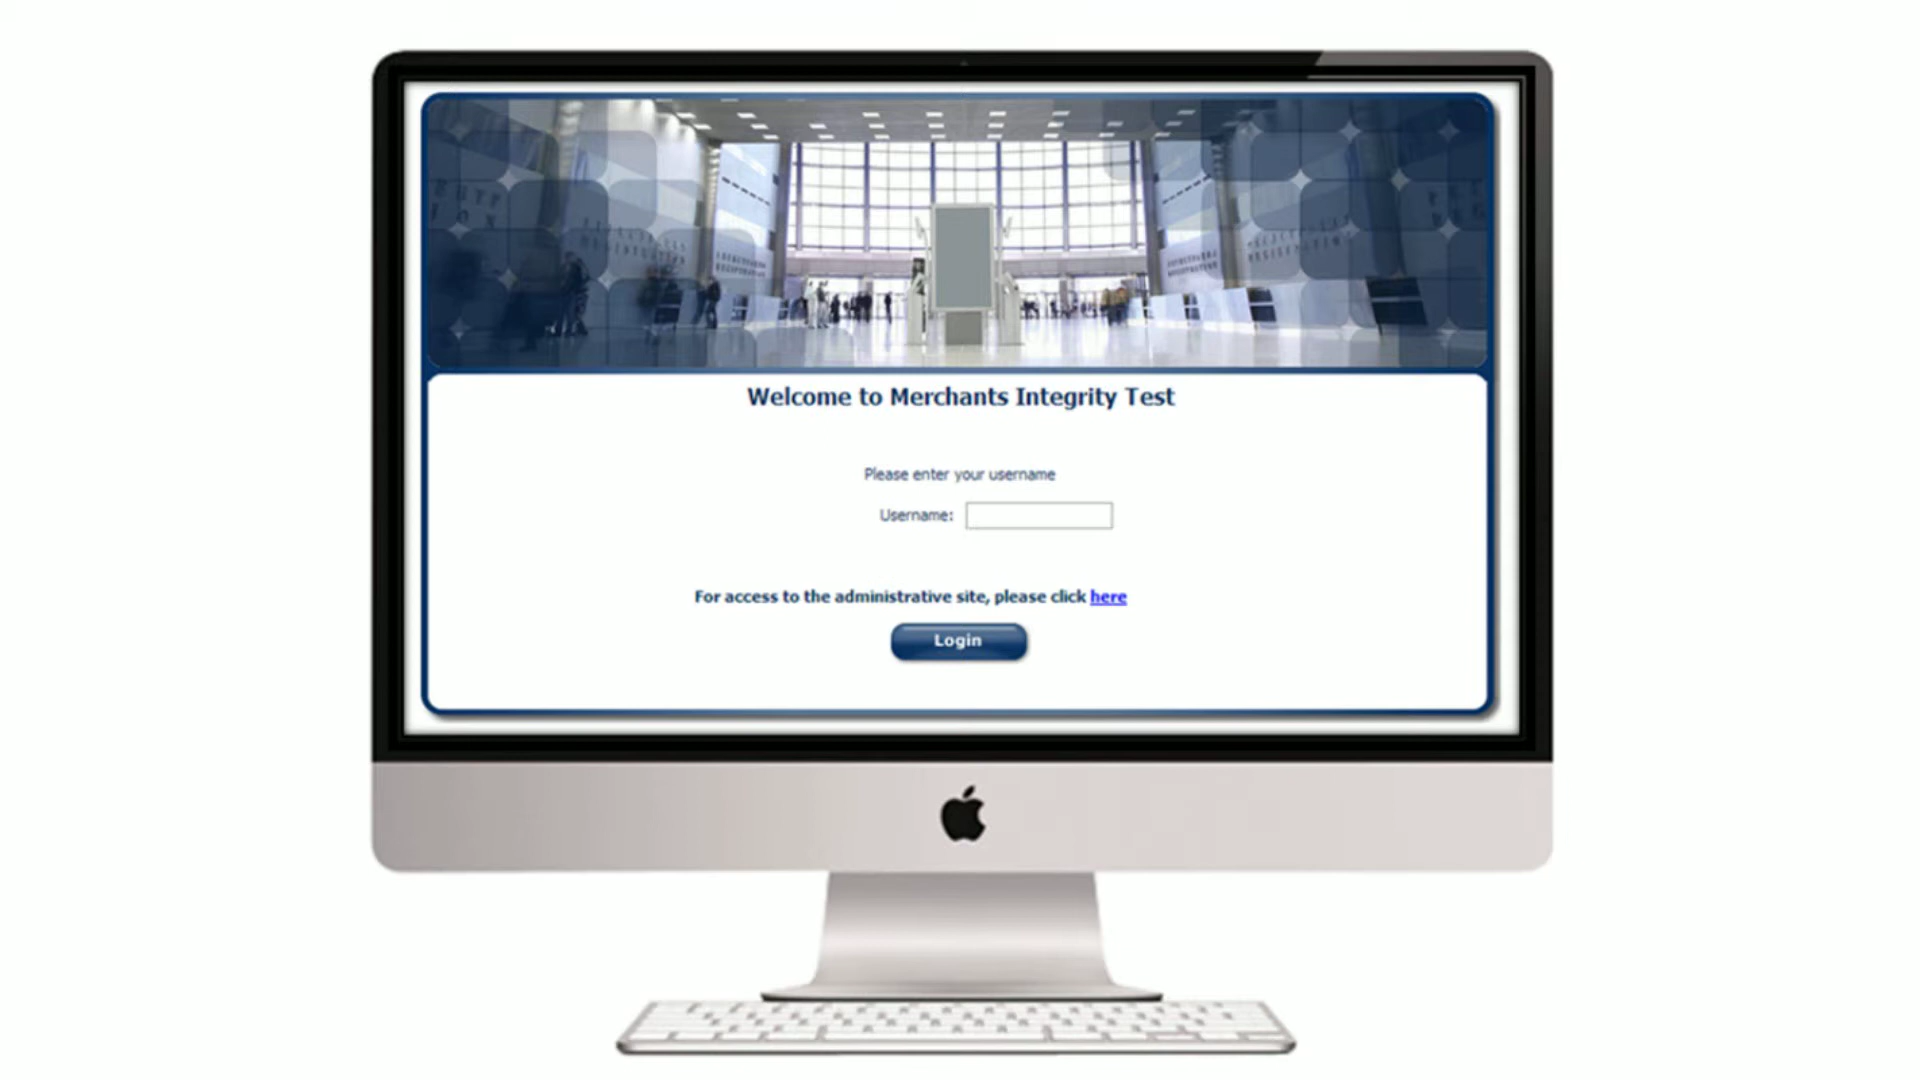 Welcome to Merchants Integrity Test
Please enter your username
Username:
For access to the administrative site, please click here
Login